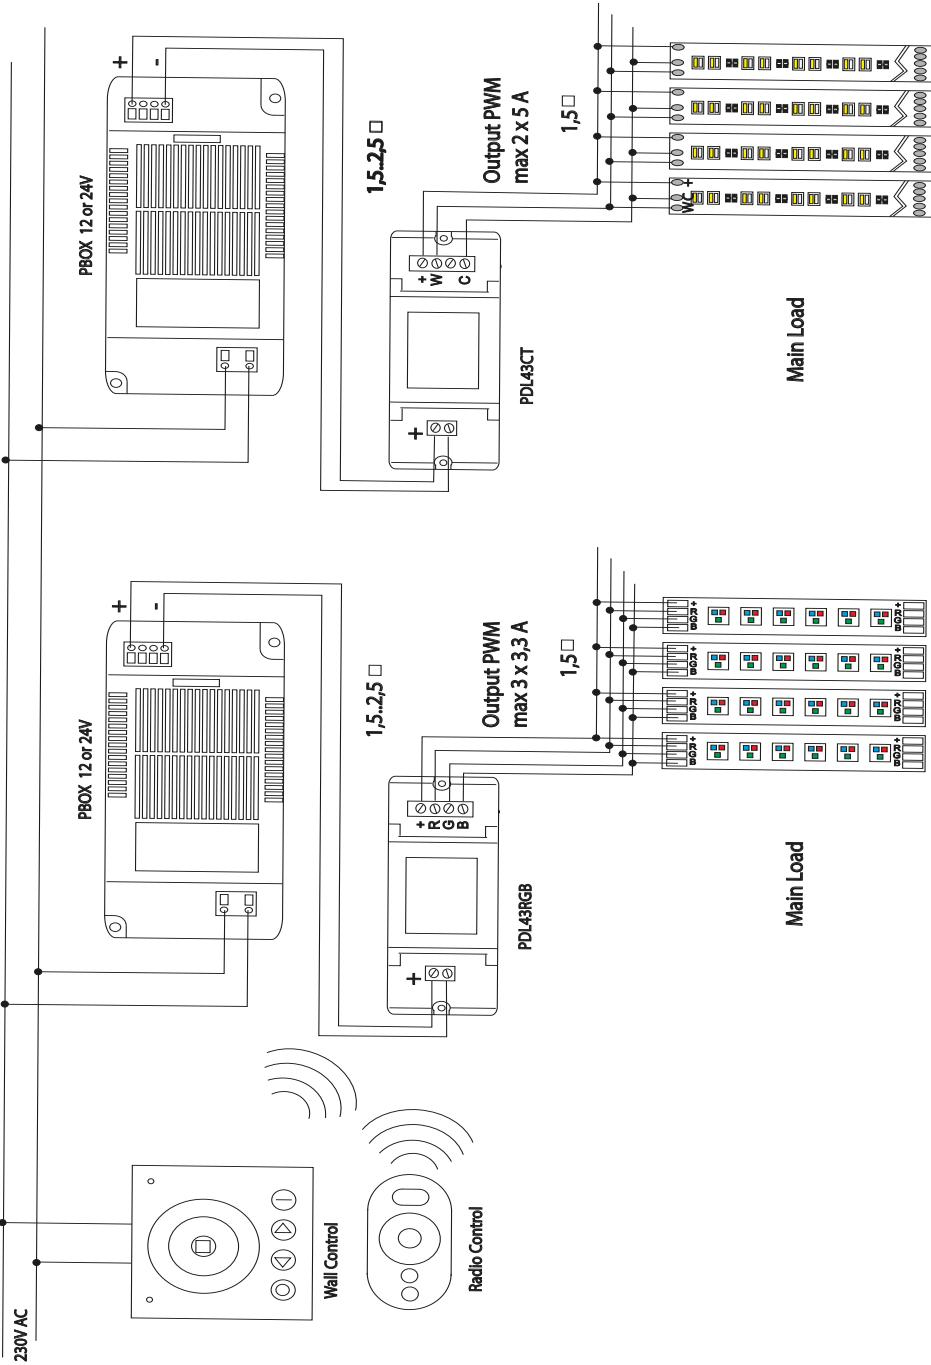 + -
PBOX 12 or 24V
1,5..2,5 □
Output PWM
max 2 x 5 A
1,5 □
+ W C
+
PDL43CT
W C +
Main Load
+ -
PBOX 12 or 24V
1,5..2,5 □
Output PWM
max 3 x 3,3 A
1,5 □
+ R G B
+
PDL43RGB
+ R G B
+ R G B
+ R G B
+ R G B
+ R G B
+ R G B
+ R G B
+ R G B
Main Load
Wall Control
Radio Control
230V AC